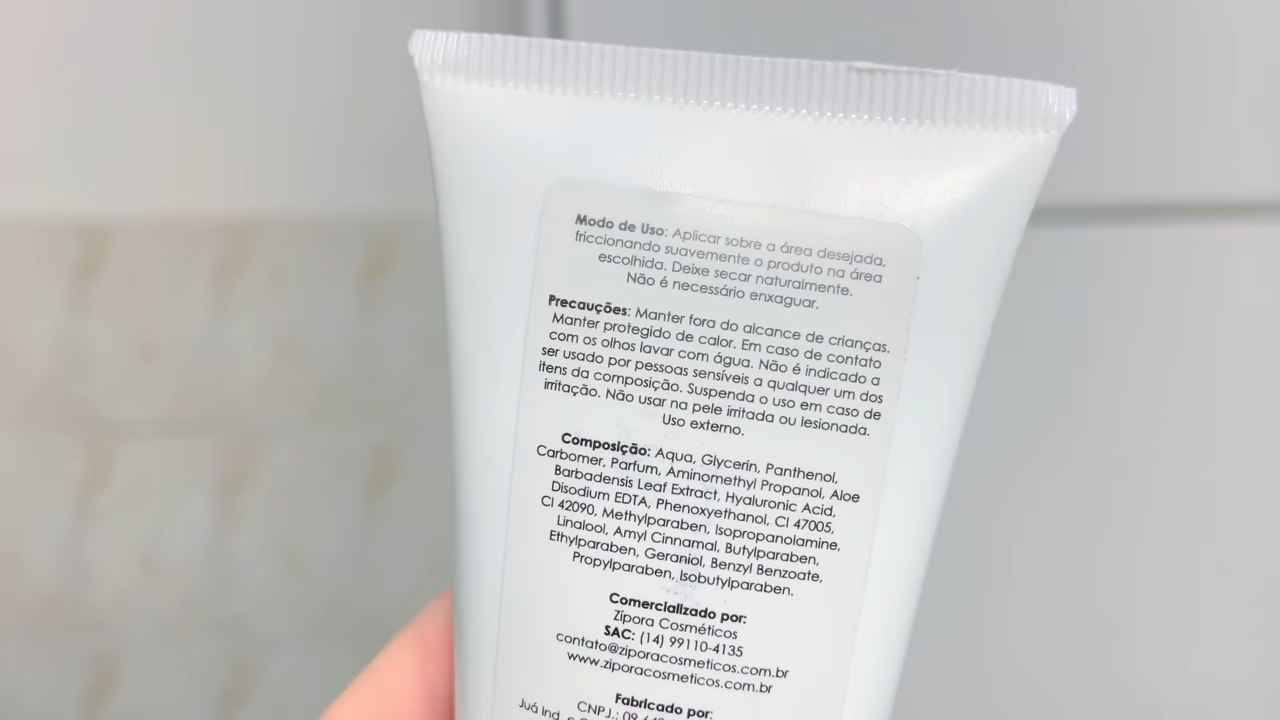 Modo de Uso: Aplicar sobre a área desejada,
friccionando suavemente o produto na área
escolhida. Deixe secar naturalmente.
Não é necessário enxaguar.
Precauções: Manter fora do alcance de crianças.
Manter protegido de calor. Em caso de contato
com os olhos lavar com água. Não é indicado a
ser usado por pessoas sensíveis a qualquer um dos
itens da composição. Suspenda o uso em caso de
irritação. Não usar na pele irritada ou lesionada.
Uso externo.
Composição: Aqua, Glycerin, Panthenol,
Carbomer, Parfum, Aminomethyl Propanol, Aloe
Barbadensis Leaf Extract, Hyaluronic Acid,
Disodium EDTA, Phenoxyethanol, CI 47005,
CI 42090, Methylparaben, Isopropanolamine,
Linalool, Amyl Cinnamal, Butylparaben,
Ethylparaben, Geraniol, Benzyl Benzoate,
Propylparaben, Isobutylparaben.
Comercializado por:
Zípora Cosméticos
SAC: (14) 99110-4135
contato@ziporacosmeticos.com.br
www.ziporacosmeticos.com.br
Fabricado por:
CNPJ.: 09
Juá Ind.